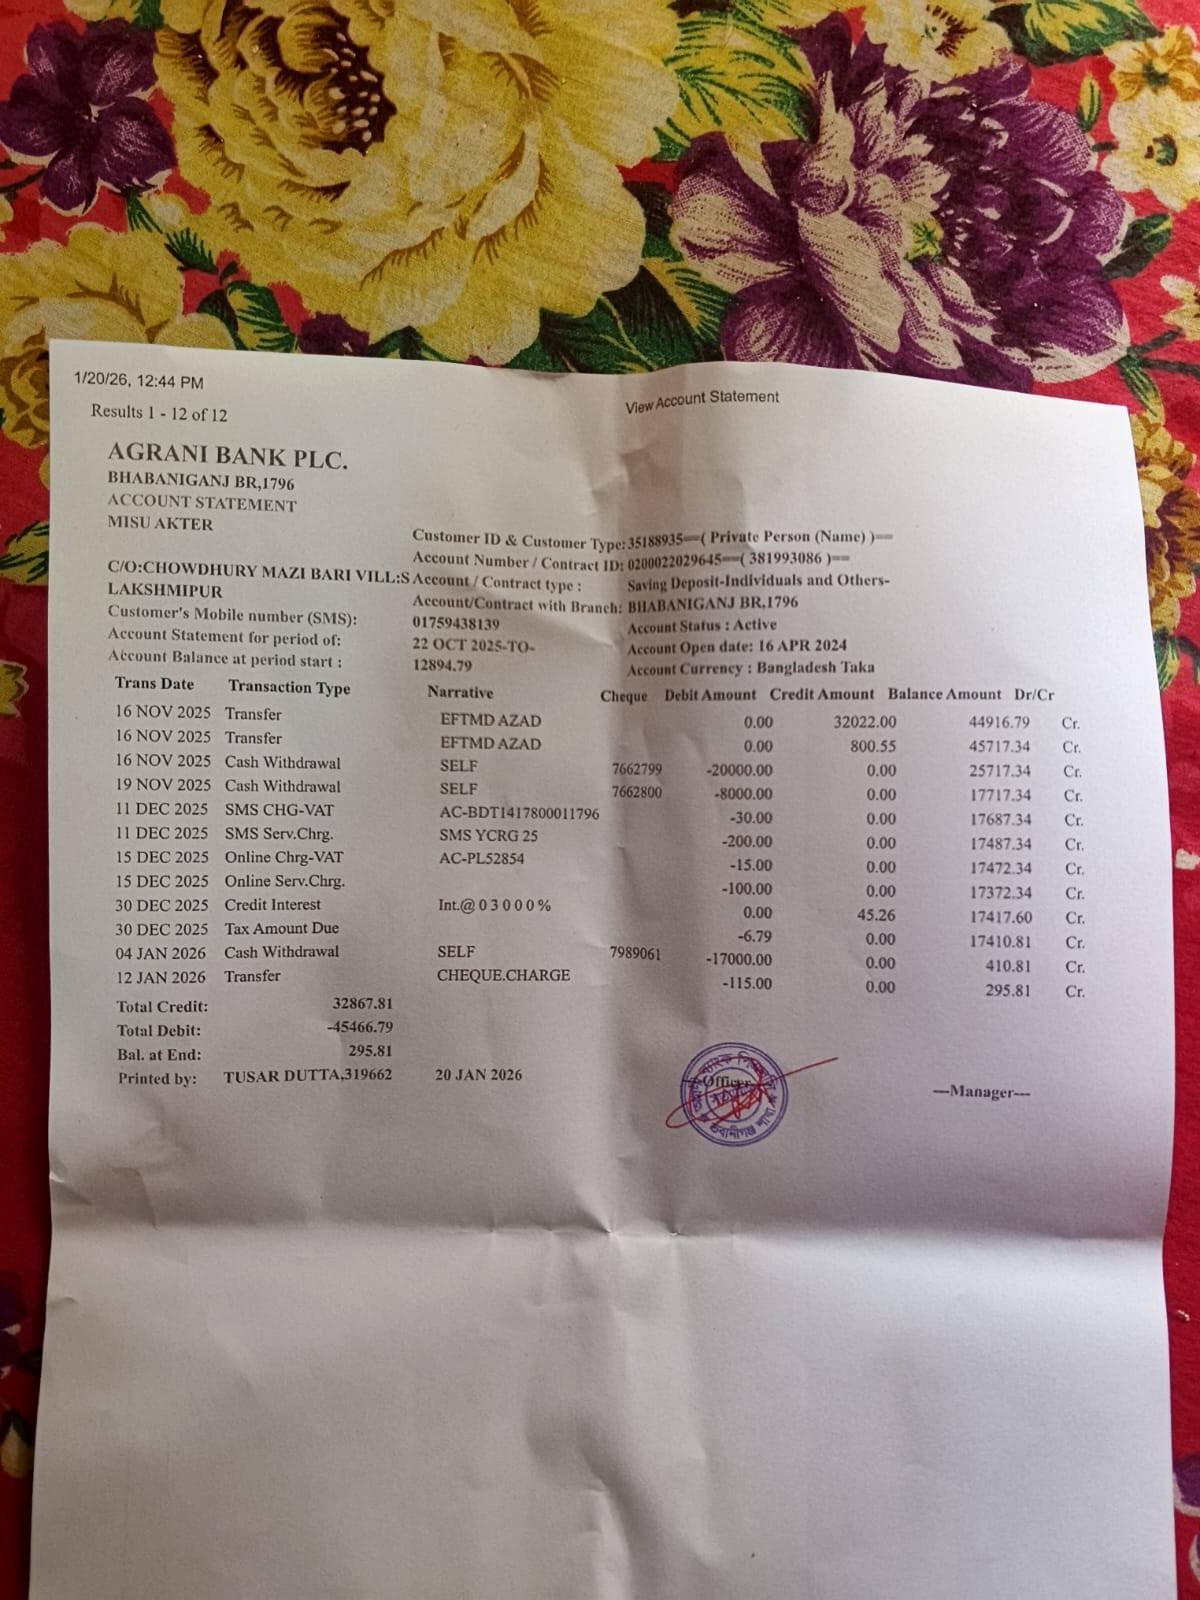 1/20/26, 12:44 PM
View Account Statement
Results 1 - 12 of 12
AGRANI BANK PLC.
BHABANIGANJ BR,1796
ACCOUNT STATEMENT
MISU AKTER
Customer ID & Customer Type: 35188935==( Private Person (Name) )==
Account Number / Contract ID: 0200022029645==( 381993086 )==
C/O:CHOWDHURY MAZI BARI VILL:S Account / Contract type : Saving Deposit-Individuals and Others-
LAKSHMIPUR Account/Contract with Branch: BHABANIGANJ BR,1796
Customer's Mobile number (SMS): 01759438139 Account Status : Active
Account Statement for period of: 22 OCT 2025-TO- Account Open date: 16 APR 2024
Account Balance at period start : 12894.79 Account Currency : Bangladesh Taka
Trans Date Transaction Type Narrative Cheque Debit Amount Credit Amount Balance Amount Dr/Cr
16 NOV 2025 Transfer EFTMD AZAD 0.00 32022.00 44916.79 Cr.
16 NOV 2025 Transfer EFTMD AZAD 0.00 800.55 45717.34 Cr.
16 NOV 2025 Cash Withdrawal SELF 7662799 -20000.00 0.00 25717.34 Cr.
19 NOV 2025 Cash Withdrawal SELF 7662800 -8000.00 0.00 17717.34 Cr.
11 DEC 2025 SMS CHG-VAT AC-BDT1417800011796 -30.00 0.00 17687.34 Cr.
11 DEC 2025 SMS Serv.Chrg. SMS YCRG 25 -200.00 0.00 17487.34 Cr.
15 DEC 2025 Online Chrg-VAT AC-PL52854 -15.00 0.00 17472.34 Cr.
15 DEC 2025 Online Serv.Chrg. -100.00 0.00 17372.34 Cr.
30 DEC 2025 Credit Interest Int.@ 0 3 0 0 0 % 0.00 45.26 17417.60 Cr.
30 DEC 2025 Tax Amount Due -6.79 0.00 17410.81 Cr.
04 JAN 2026 Cash Withdrawal SELF 7989061 -17000.00 0.00 410.81 Cr.
12 JAN 2026 Transfer CHEQUE.CHARGE -115.00 0.00 295.81 Cr.
Total Credit: 32867.81
Total Debit: -45466.79
Bal. at End: 295.81
Printed by: TUSAR DUTTA,319662 20 JAN 2026
Officer
ভবানীগঞ্জ শাখা
---Manager---